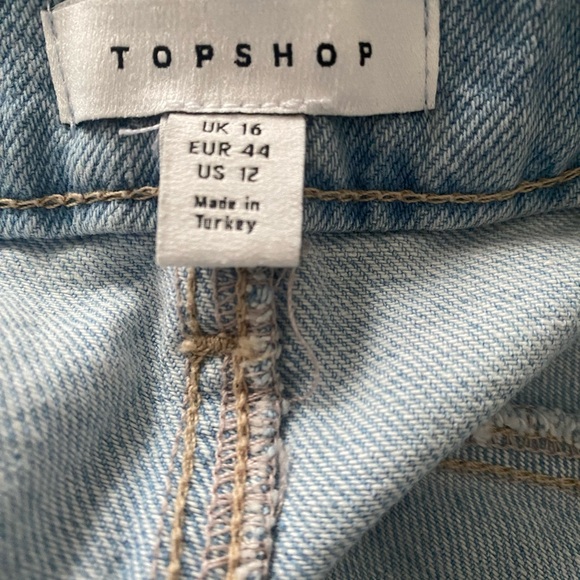 TOPSHOP
UK 16
EUR 44
US 12
Made in
Turkey